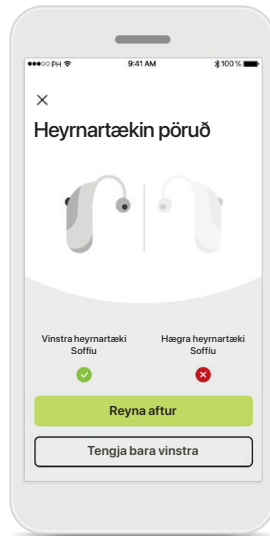 ●●●○○ PH 9:41 AM 100%
Heyrnartækin pöruð
Vinstra heyrnartæki
Soffíu
Hægra heyrnartæki
Soffíu
Reyna aftur
Tengja bara vinstra